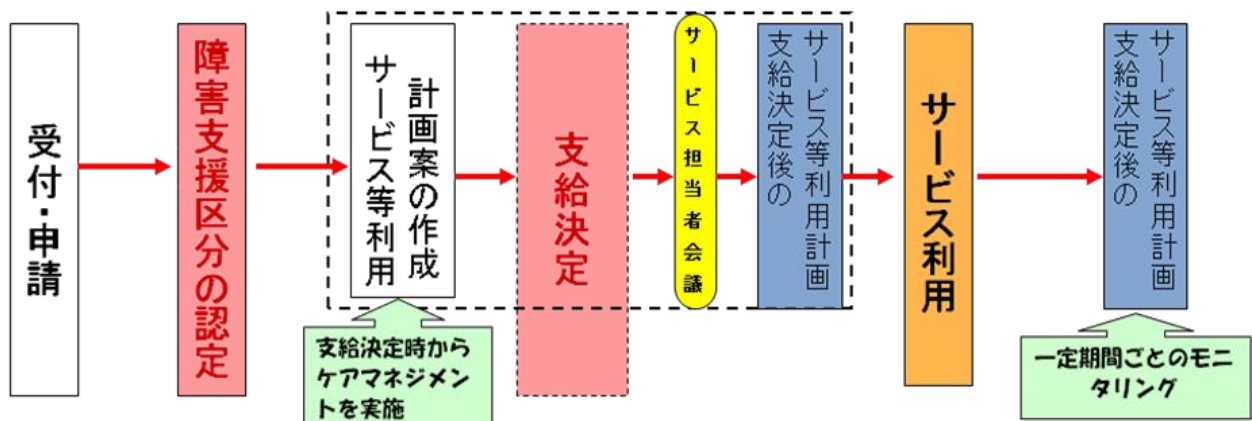 受付・申請
障害支援区分の認定
サービス等利用
計画案の作成
支給決定時から
ケアマネジメン
トを実施
支給決定
サービス担当者会議
支給決定後の
サービス等利用計画
サービス利用
支給決定後の
サービス等利用計画
一定期間ごとのモニ
タリング